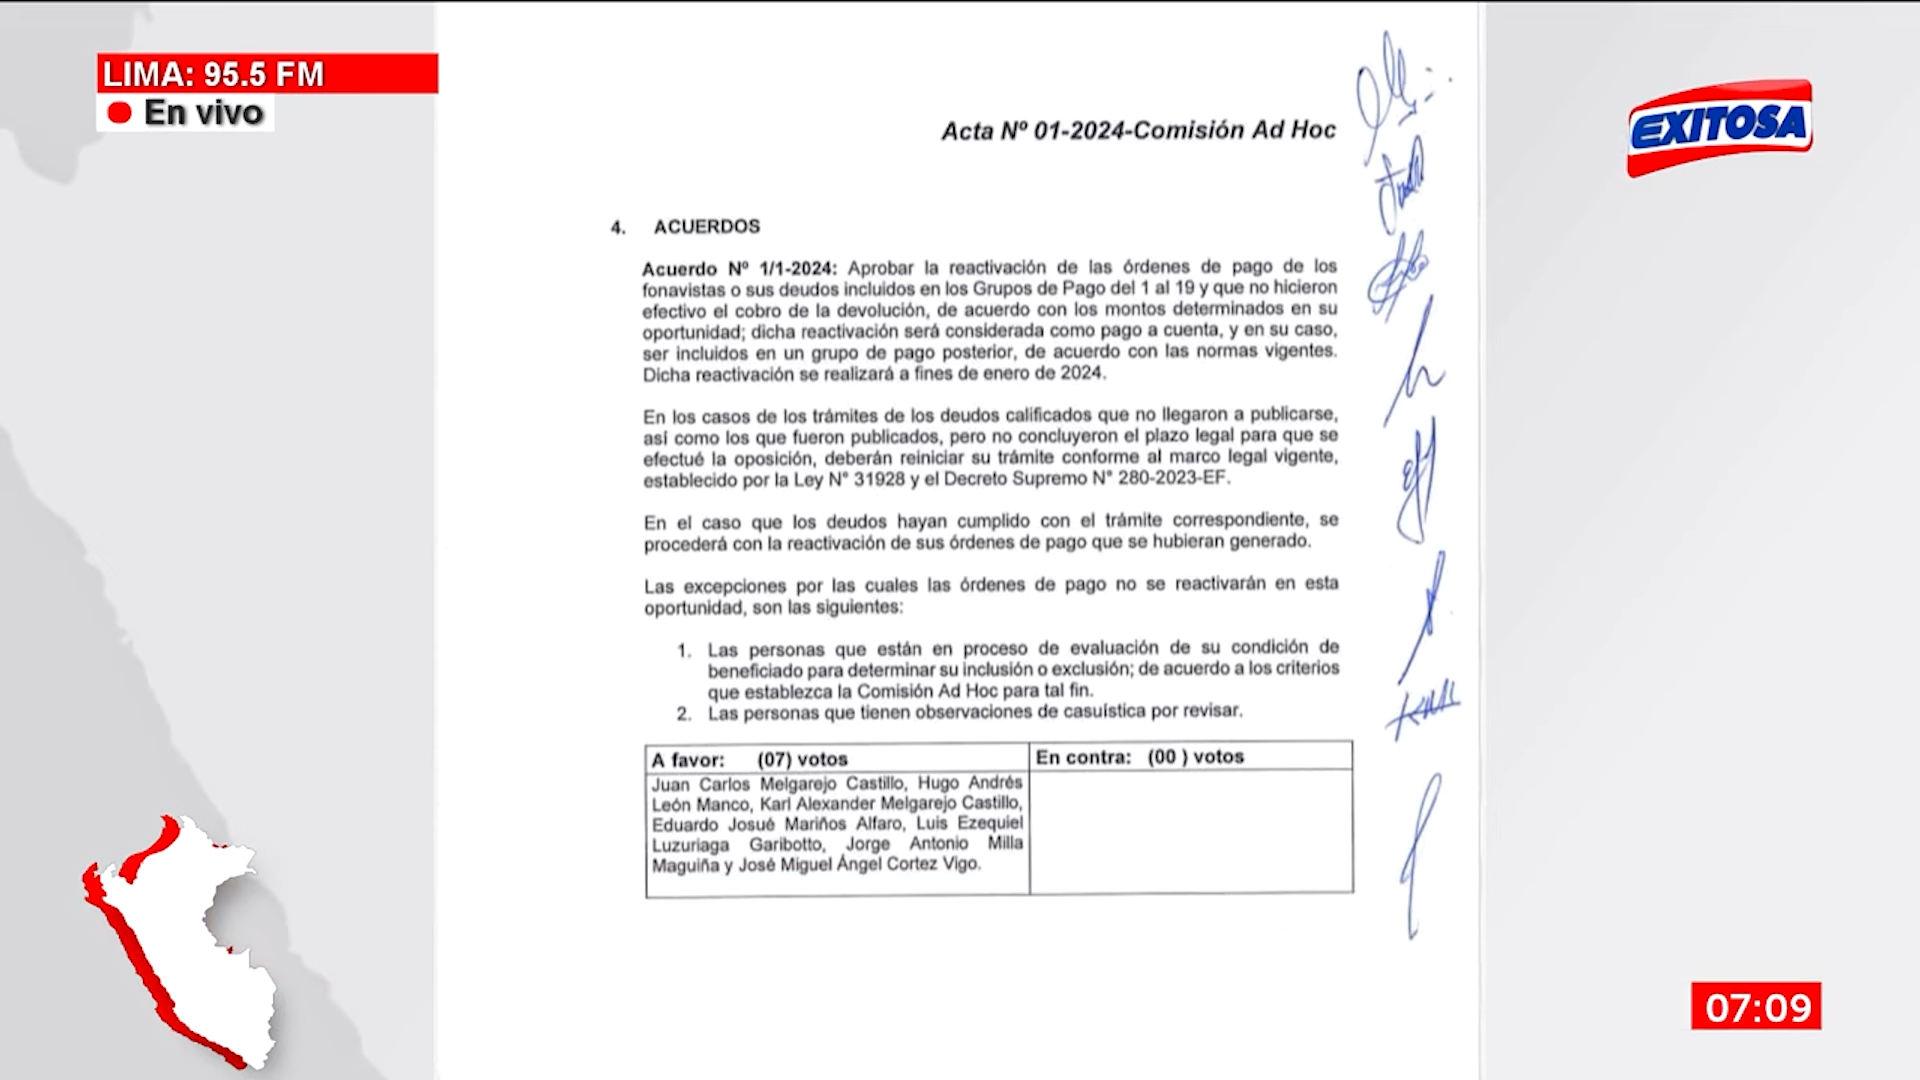 LIMA: 95.5 FM
En vivo
EXITOSA
Acta Nº 01-2024-Comisión Ad Hoc
4. ACUERDOS
Acuerdo Nº 1/1-2024: Aprobar la reactivación de las órdenes de pago de los
fonavistas o sus deudos incluidos en los Grupos de Pago del 1 al 19 y que no hicieron
efectivo el cobro de la devolución, de acuerdo con los montos determinados en su
oportunidad; dicha reactivación será considerada como pago a cuenta, y en su caso,
ser incluidos en un grupo de pago posterior, de acuerdo con las normas vigentes.
Dicha reactivación se realizará a fines de enero de 2024.
En los casos de los trámites de los deudos calificados que no llegaron a publicarse,
así como los que fueron publicados, pero no concluyeron el plazo legal para que se
efectué la oposición, deberán reiniciar su trámite conforme al marco legal vigente,
establecido por la Ley N° 31928 y el Decreto Supremo N° 280-2023-EF.
En el caso que los deudos hayan cumplido con el trámite correspondiente, se
procederá con la reactivación de sus órdenes de pago que se hubieran generado.
Las excepciones por las cuales las órdenes de pago no se reactivarán en esta
oportunidad, son las siguientes:
1. Las personas que están en proceso de evaluación de su condición de
beneficiado para determinar su inclusión o exclusión; de acuerdo a los criterios
que establezca la Comisión Ad Hoc para tal fin.
2. Las personas que tienen observaciones de casuística por revisar.
A favor: (07) votos
En contra: (00 ) votos
Juan Carlos Melgarejo Castillo, Hugo Andrés
León Manco, Karl Alexander Melgarejo Castillo,
Eduardo Josué Mariños Alfaro, Luis Ezequiel
Luzuriaga Garibotto, Jorge Antonio Milla
Maguiña y José Miguel Ángel Cortez Vigo.
07:09